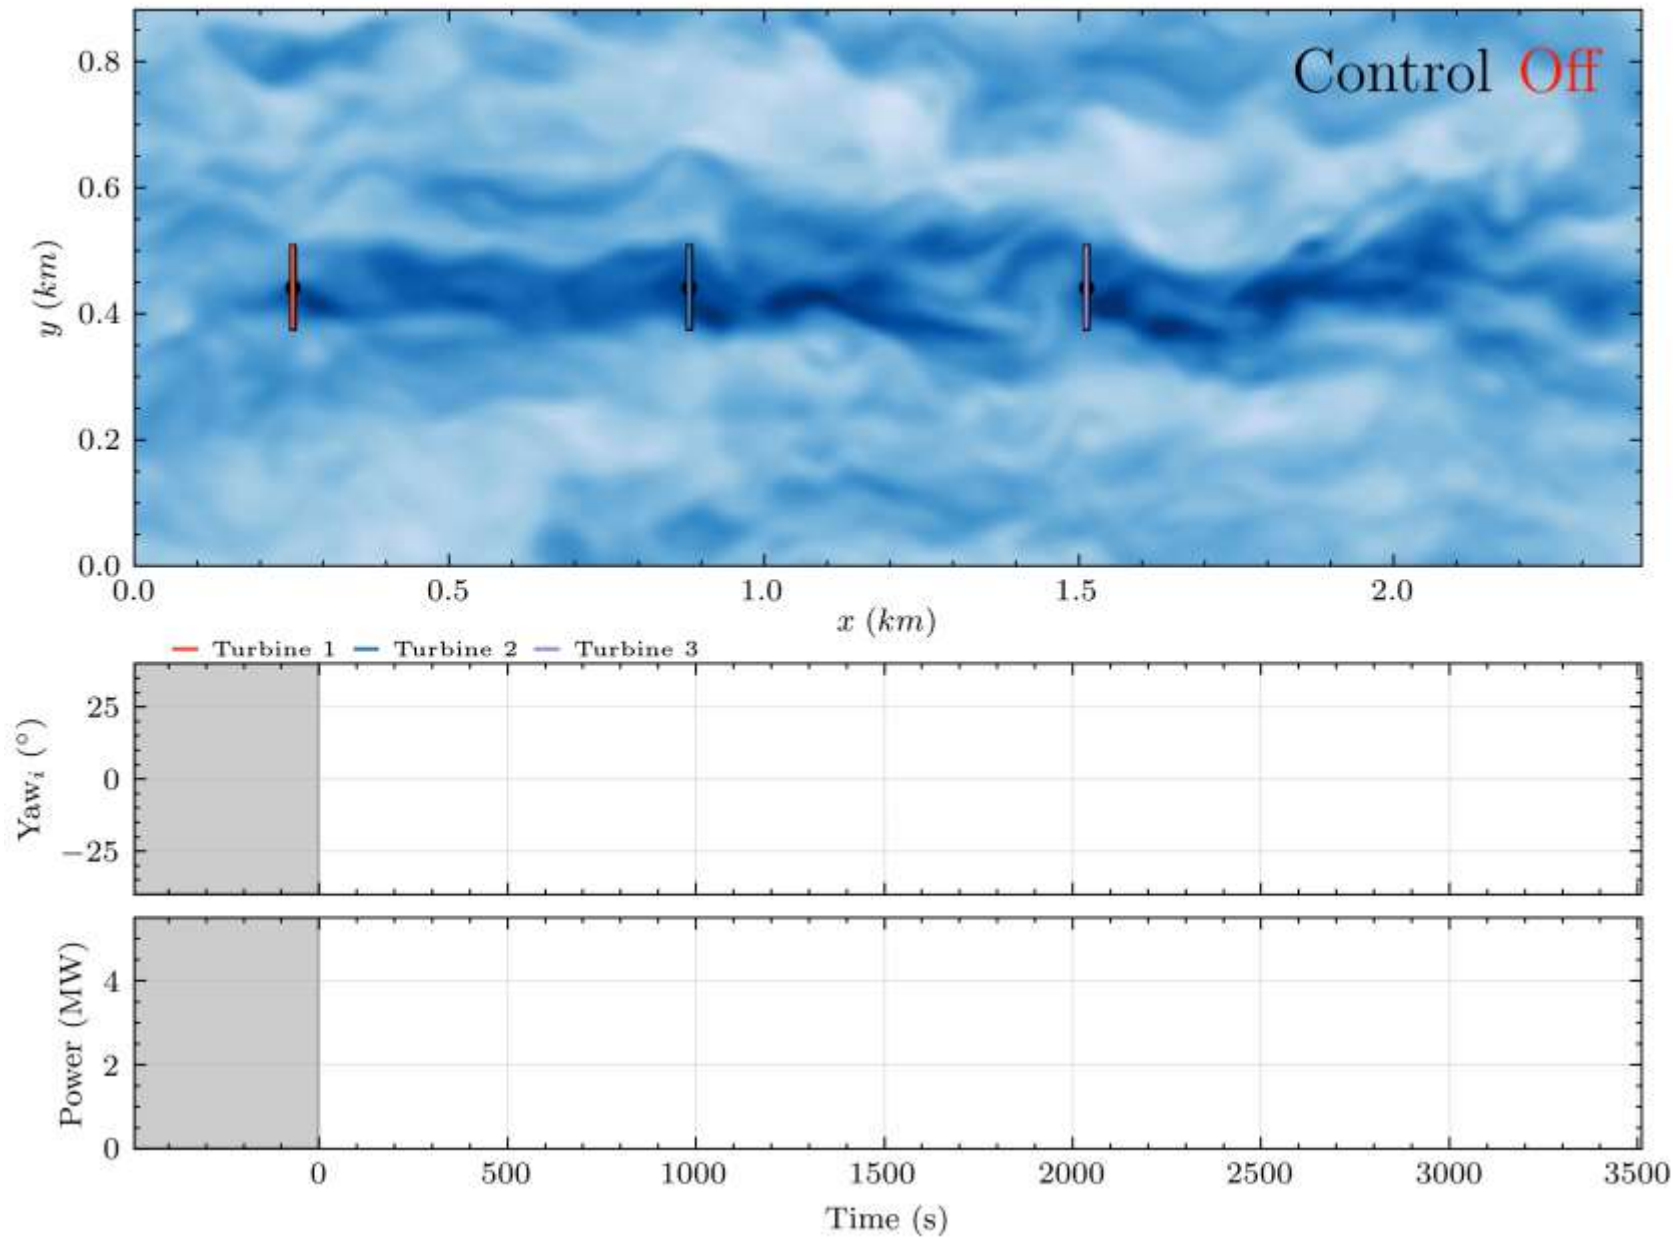 Control Off
0.8
0.6
0.4
0.2
0.0
y (km)
0.0 0.5 1.0 1.5 2.0
x (km)
Turbine 1 Turbine 2 Turbine 3
25
0
−25
Yawᵢ (°)
4
2
0
Power (MW)
0 500 1000 1500 2000 2500 3000 3500
Time (s)